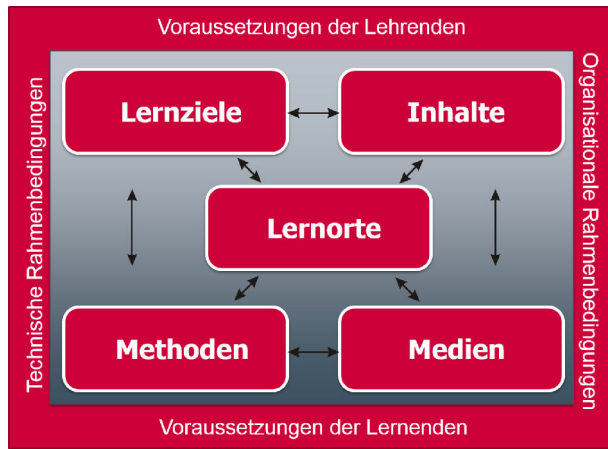 Voraussetzungen der Lehrenden
Technische Rahmenbedingungen
Organisationale Rahmenbedingungen
Lernziele
Inhalte
Lernorte
Methoden
Medien
Voraussetzungen der Lernenden